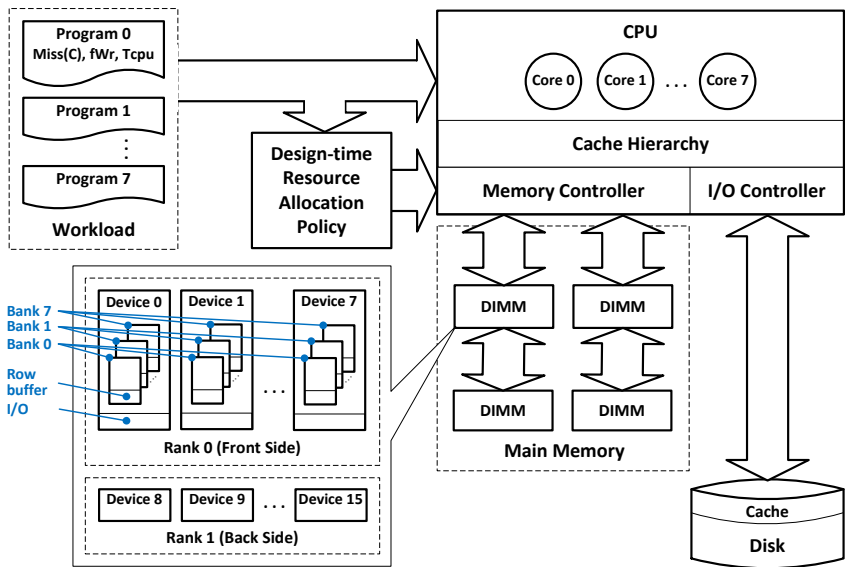 Program 0
Miss(C), fWr, Tcpu
Program 1
⋮
Program 7
Workload
Design-time
Resource
Allocation
Policy
CPU
Core 0
Core 1
...
Core 7
Cache Hierarchy
Memory Controller
I/O Controller
DIMM
DIMM
DIMM
DIMM
Main Memory
Cache
Disk
Bank 7
Bank 1
Bank 0
Row
buffer
I/O
Device 0
Device 1
Device 7
...
Rank 0 (Front Side)
Device 8
Device 9
...
Device 15
Rank 1 (Back Side)